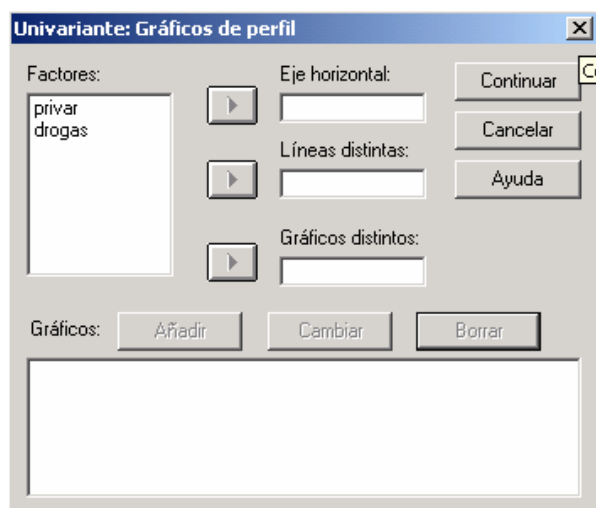 Univariante: Gráficos de perfil
Factores:
privar
drogas
Eje horizontal:
Líneas distintas:
Gráficos distintos:
Continuar
Cancelar
Ayuda
Gráficos:
Añadir
Cambiar
Borrar